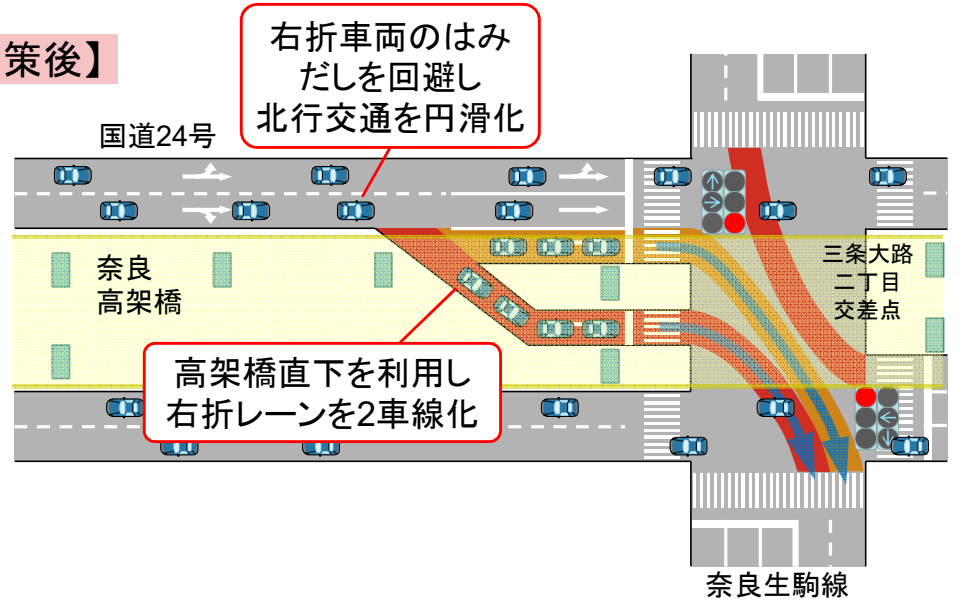 策後】
右折車両のはみ
だしを回避し
北行交通を円滑化
国道24号
奈良
高架橋
三条大路
二丁目
交差点
高架橋直下を利用し
右折レーンを2車線化
奈良生駒線